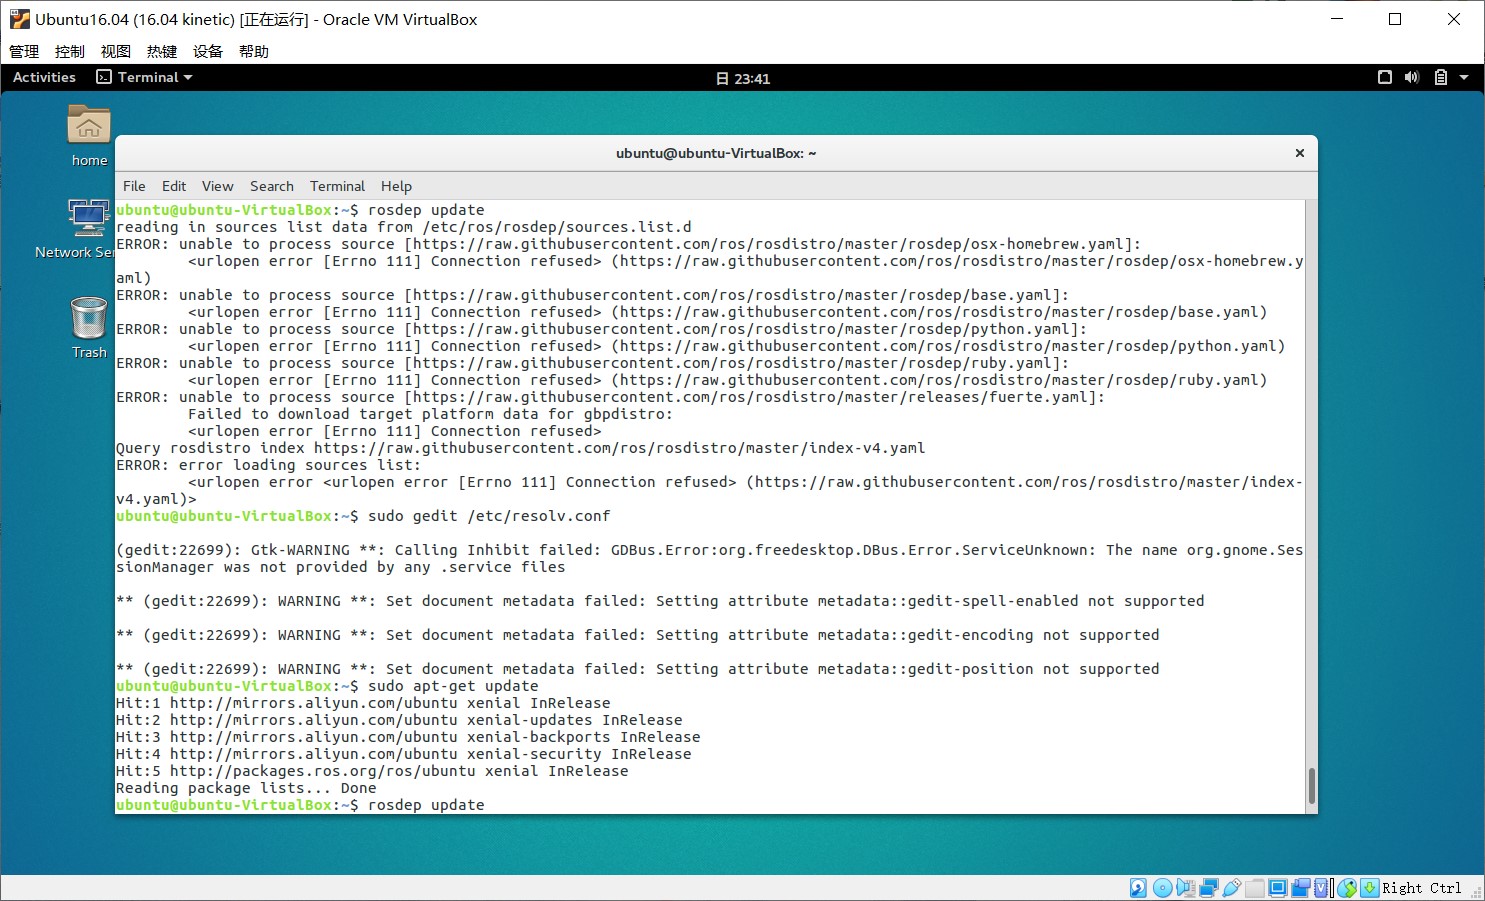 Ubuntu16.04 (16.04 kinetic) [正在运行] - Oracle VM VirtualBox
管理 控制 视图 热键 设备 帮助
Activities Terminal 日 23:41
home
Network Ser
Trash
ubuntu@ubuntu-VirtualBox: ~
File Edit View Search Terminal Help
ubuntu@ubuntu-VirtualBox:~$ rosdep update
reading in sources list data from /etc/ros/rosdep/sources.list.d
ERROR: unable to process source [https://raw.githubusercontent.com/ros/rosdistro/master/rosdep/osx-homebrew.yaml]:
<urlopen error [Errno 111] Connection refused> (https://raw.githubusercontent.com/ros/rosdistro/master/rosdep/osx-homebrew.y
aml)
ERROR: unable to process source [https://raw.githubusercontent.com/ros/rosdistro/master/rosdep/base.yaml]:
<urlopen error [Errno 111] Connection refused> (https://raw.githubusercontent.com/ros/rosdistro/master/rosdep/base.yaml)
ERROR: unable to process source [https://raw.githubusercontent.com/ros/rosdistro/master/rosdep/python.yaml]:
<urlopen error [Errno 111] Connection refused> (https://raw.githubusercontent.com/ros/rosdistro/master/rosdep/python.yaml)
ERROR: unable to process source [https://raw.githubusercontent.com/ros/rosdistro/master/rosdep/ruby.yaml]:
<urlopen error [Errno 111] Connection refused> (https://raw.githubusercontent.com/ros/rosdistro/master/rosdep/ruby.yaml)
ERROR: unable to process source [https://raw.githubusercontent.com/ros/rosdistro/master/releases/fuerte.yaml]:
Failed to download target platform data for gbpdistro:
<urlopen error [Errno 111] Connection refused>
Query rosdistro index https://raw.githubusercontent.com/ros/rosdistro/master/index-v4.yaml
ERROR: error loading sources list:
<urlopen error <urlopen error [Errno 111] Connection refused> (https://raw.githubusercontent.com/ros/rosdistro/master/index-
v4.yaml)>
ubuntu@ubuntu-VirtualBox:~$ sudo gedit /etc/resolv.conf
(gedit:22699): Gtk-WARNING **: Calling Inhibit failed: GDBus.Error:org.freedesktop.DBus.Error.ServiceUnknown: The name org.gnome.Ses
sionManager was not provided by any .service files
** (gedit:22699): WARNING **: Set document metadata failed: Setting attribute metadata::gedit-spell-enabled not supported
** (gedit:22699): WARNING **: Set document metadata failed: Setting attribute metadata::gedit-encoding not supported
** (gedit:22699): WARNING **: Set document metadata failed: Setting attribute metadata::gedit-position not supported
ubuntu@ubuntu-VirtualBox:~$ sudo apt-get update
Hit:1 http://mirrors.aliyun.com/ubuntu xenial InRelease
Hit:2 http://mirrors.aliyun.com/ubuntu xenial-updates InRelease
Hit:3 http://mirrors.aliyun.com/ubuntu xenial-backports InRelease
Hit:4 http://mirrors.aliyun.com/ubuntu xenial-security InRelease
Hit:5 http://packages.ros.org/ros/ubuntu xenial InRelease
Reading package lists... Done
ubuntu@ubuntu-VirtualBox:~$ rosdep update
Right Ctrl